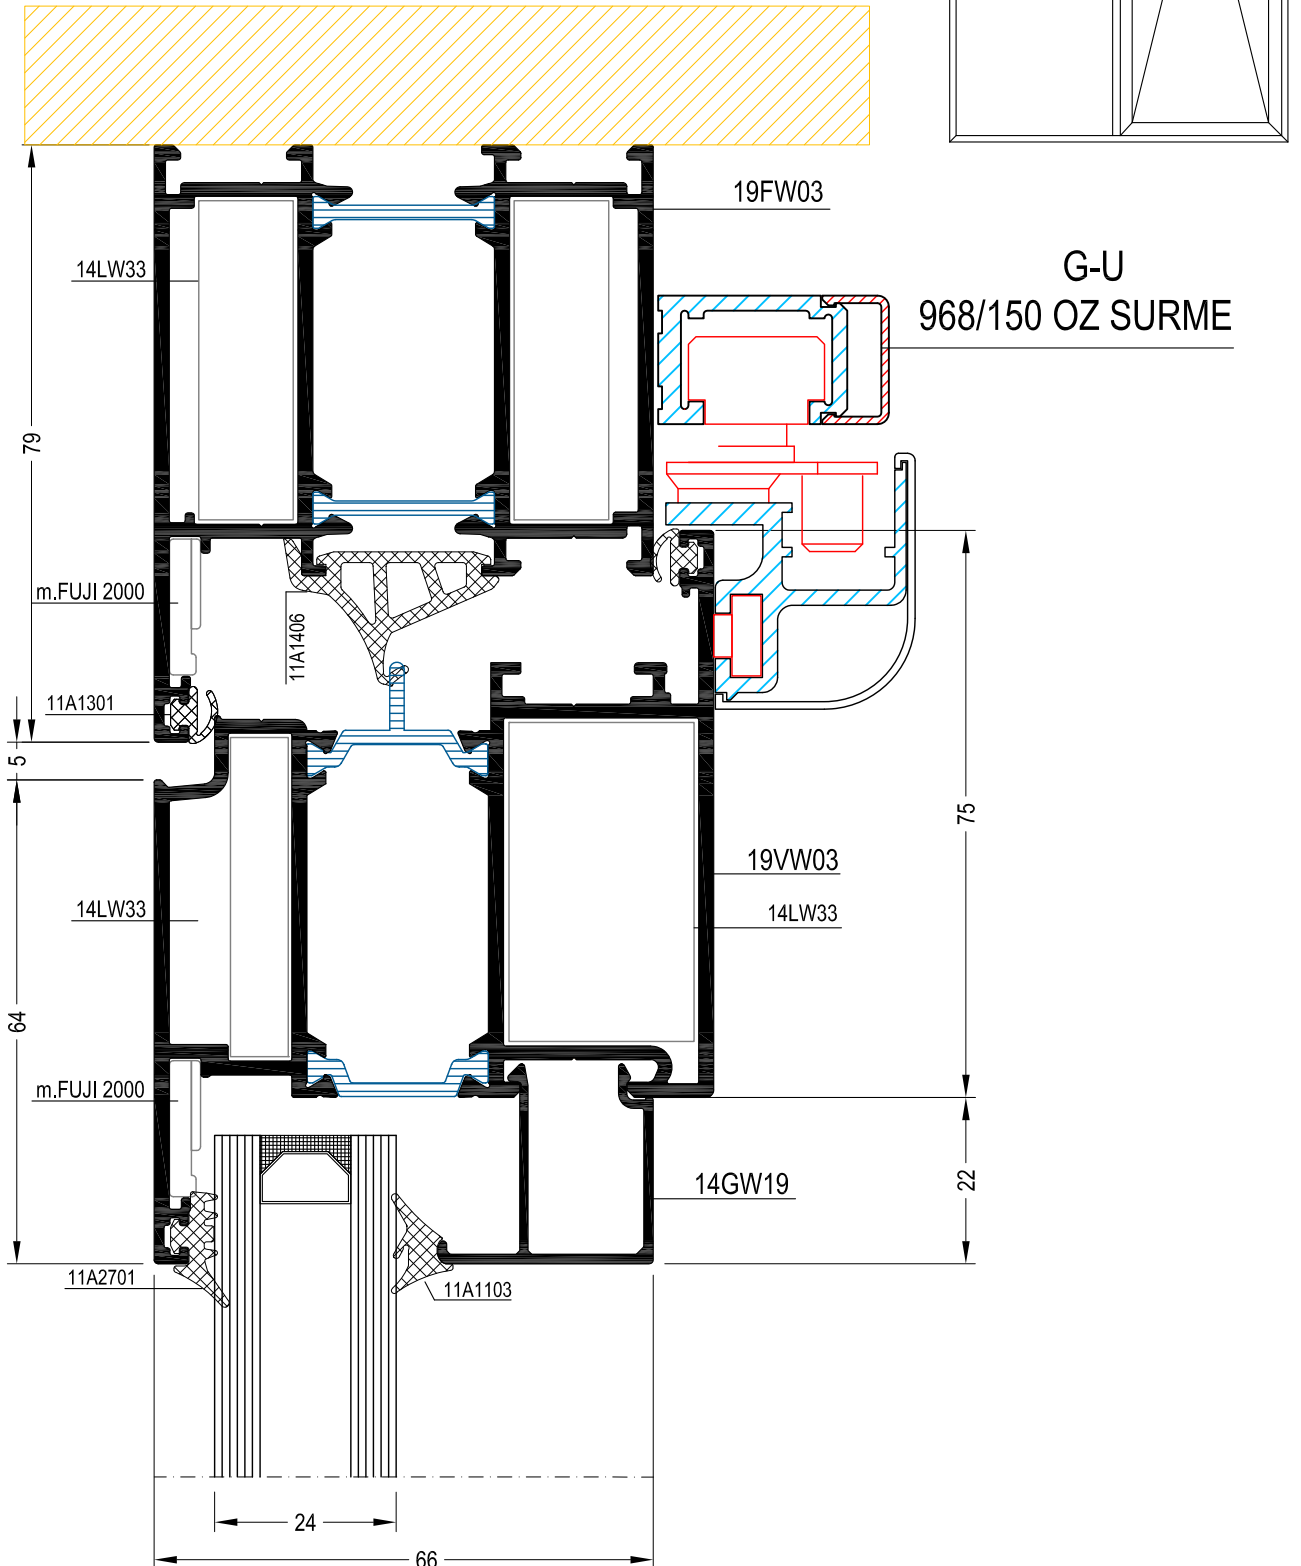 19FW03
G-U
968/150 OZ SURME
14LW33
79
m.FUJI 2000
11A1406
11A1301
5
75
19VW03
14LW33
14LW33
64
m.FUJI 2000
22
14GW19
11A2701
11A1103
24
66